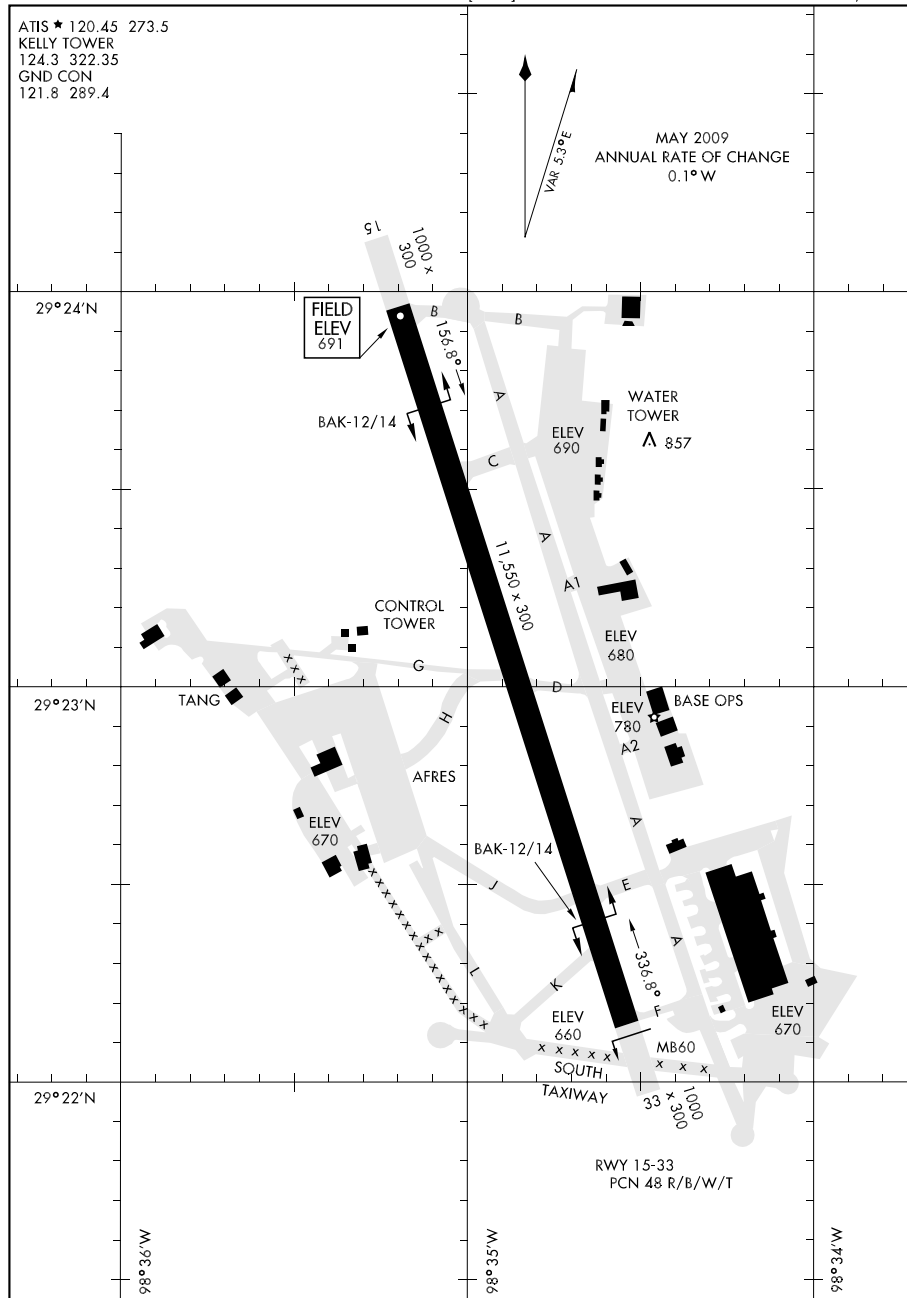 ATIS ★ 120.45 273.5
KELLY TOWER
124.3 322.35
GND CON
121.8 289.4
VAR 5.3°E
MAY 2009
ANNUAL RATE OF CHANGE
0.1° W
15
1000 x
300
29°24'N
FIELD
ELEV
691
B
B
156.8°
A
BAK-12/14
WATER
TOWER
857
ELEV
690
C
A
11,550 x 300
A1
CONTROL
TOWER
ELEV
680
G
D
29°23'N
TANG
H
ELEV
780
BASE OPS
A2
AFRES
ELEV
670
A
BAK-12/14
J
E
A
336.8°
L
K
F
ELEV
660
ELEV
670
x x x x x
MB60
x x x
SOUTH
TAXIWAY
29°22'N
33
1000
x 300
RWY 15-33
PCN 48 R/B/W/T
98°36'W
98°35'W
98°34'W